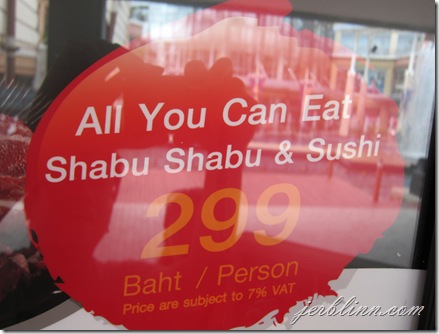 All You Can Eat
Shabu Shabu & Sushi
299
Baht / Person
Price are subject to 7% VAT
jerblinn.com